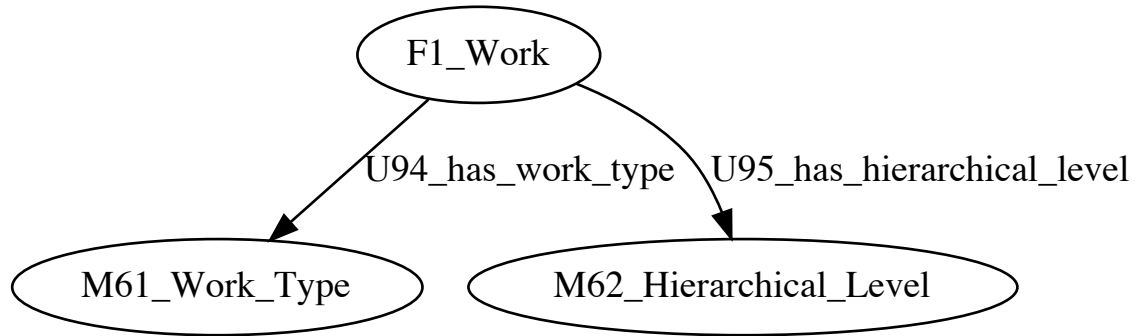 F1_Work
U94_has_work_type
U95_has_hierarchical_level
M61_Work_Type
M62_Hierarchical_Level